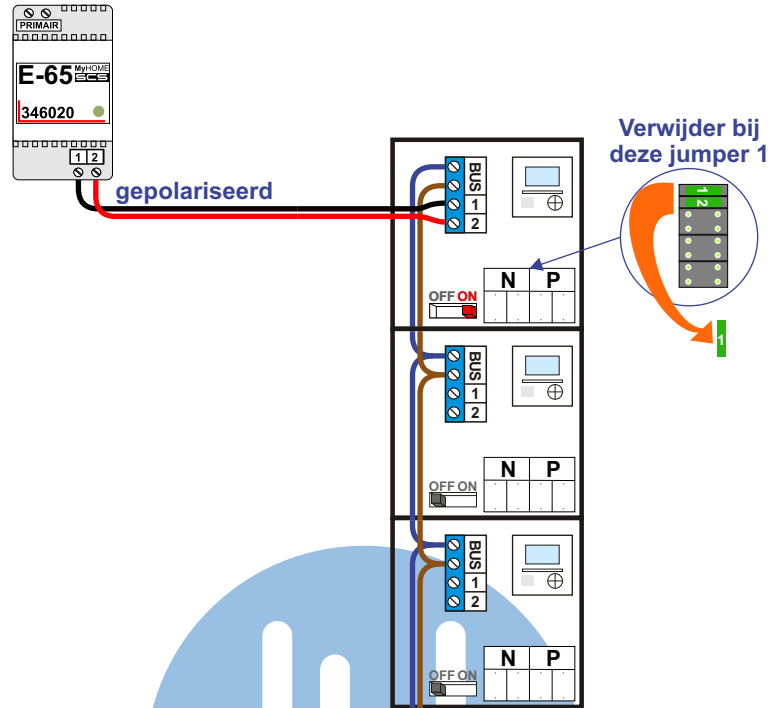 PRIMAIR
E-65 MyHOME SCS
346020
1 2
gepolariseerd
Verwijder bij
deze jumper 1
1
2
1
BUS
1
2
N P
OFF ON
BUS
1
2
N P
OFF ON
BUS
1
2
N P
OFF ON